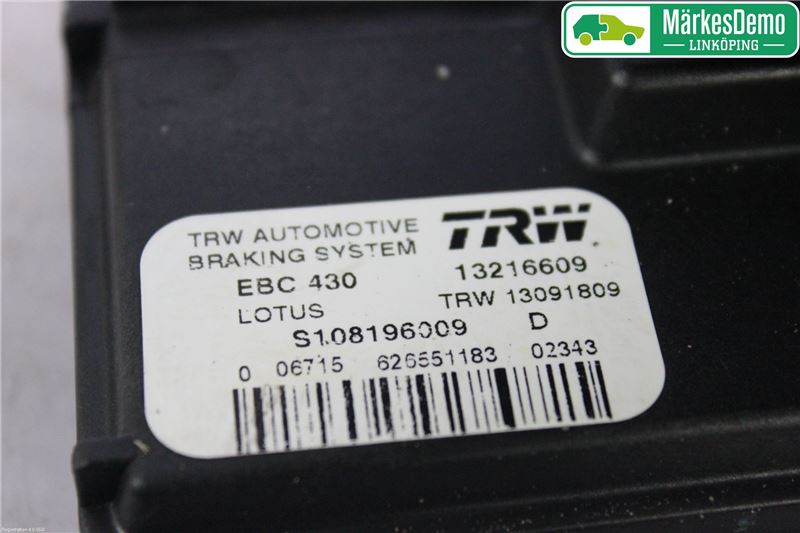 MärkesDemo
LINKÖPING
TRW AUTOMOTIVE
BRAKING SYSTEM
TRW
EBC 430
13216609
LOTUS
TRW 13091809
S108196009
D
0 06715 626551183 02343